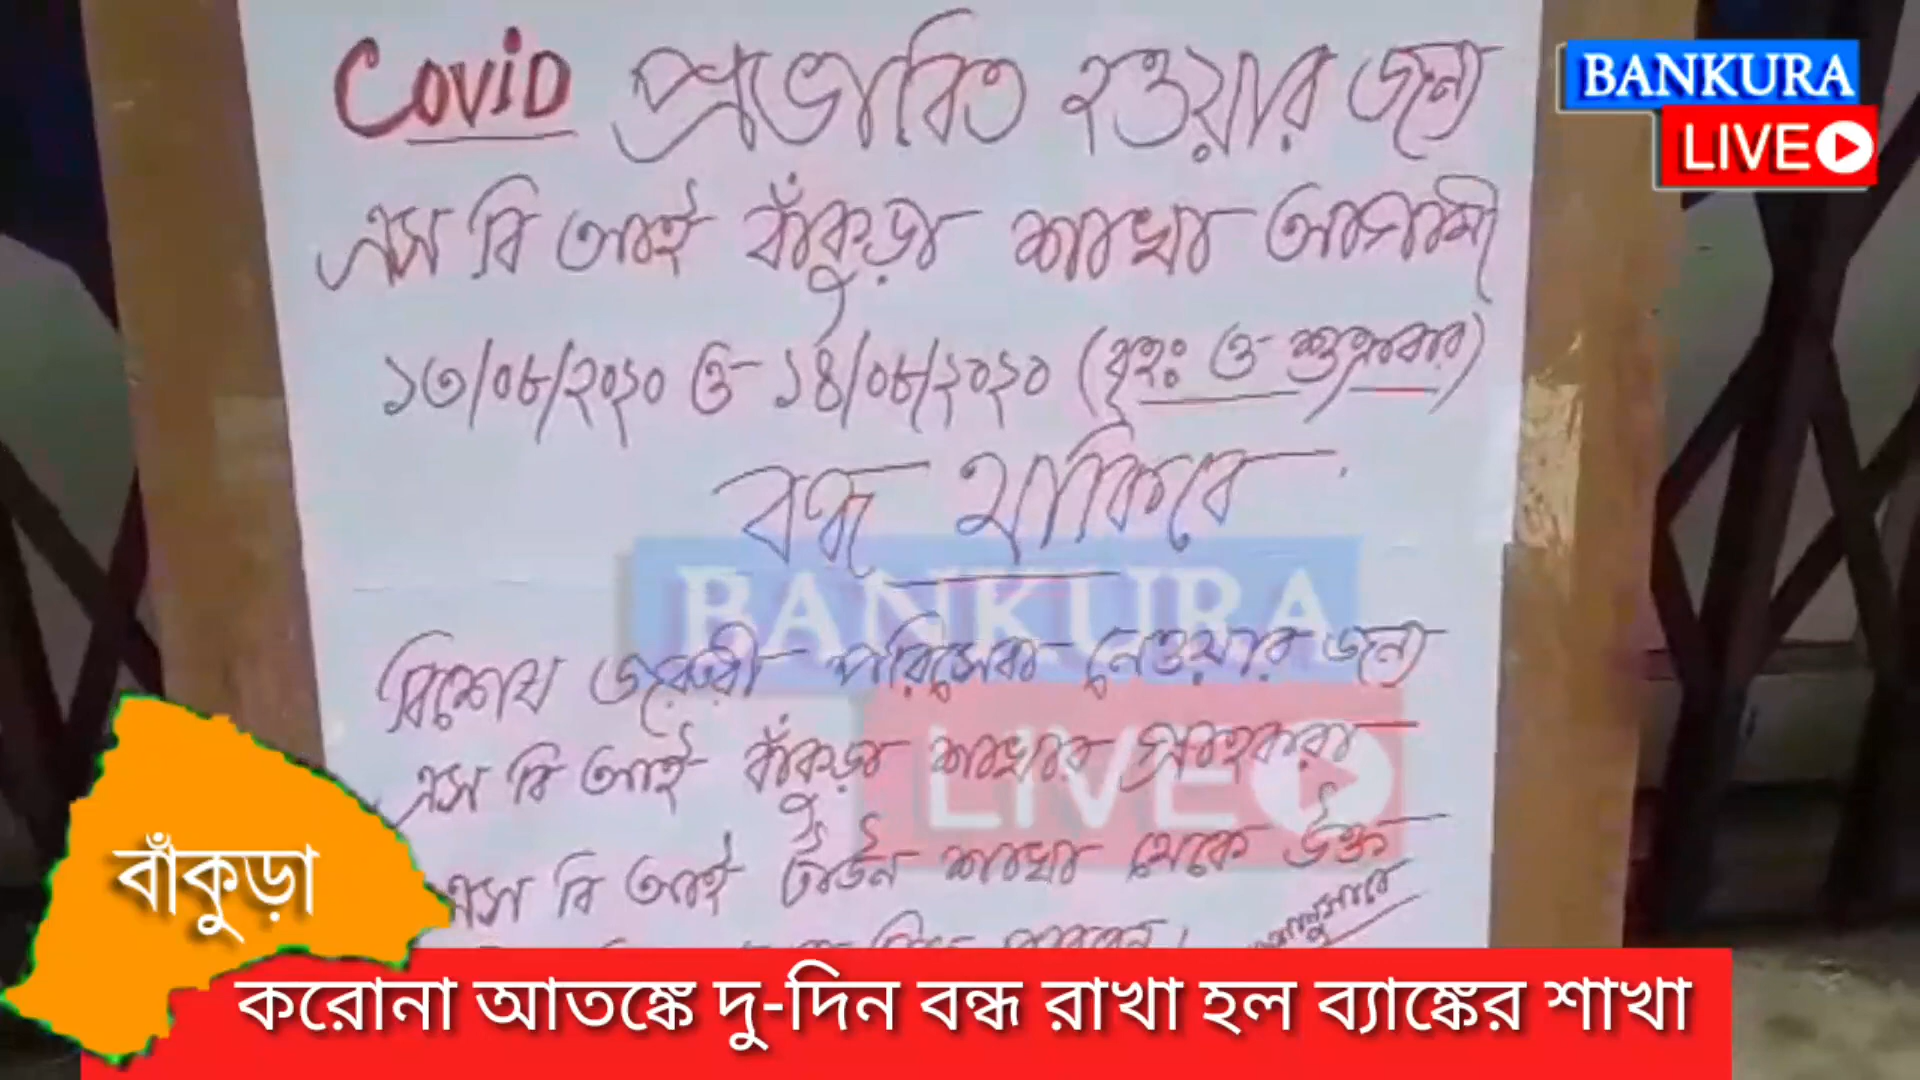 Covid প্রভাবিত হওয়ার জন্য
এস বি আই বাঁকুড়া শাখা আগামী
১৩/০৮/২০২০ ও ১৪/০৮/২০২০ (বৃহঃ ও শুক্রবার)
বন্ধ থাকিবে
বিশেষ জরুরী পরিসেবা নেওয়ার জন্য
এস বি আই বাঁকুড়া শাখার গ্রাহকরা
এস বি আই টাউন শাখা থেকে উক্ত
BANKURA
LIVE
BANKURA
LIVE
বাঁকুড়া
করোনা আতঙ্কে দু-দিন বন্ধ রাখা হল ব্যাঙ্কের শাখা